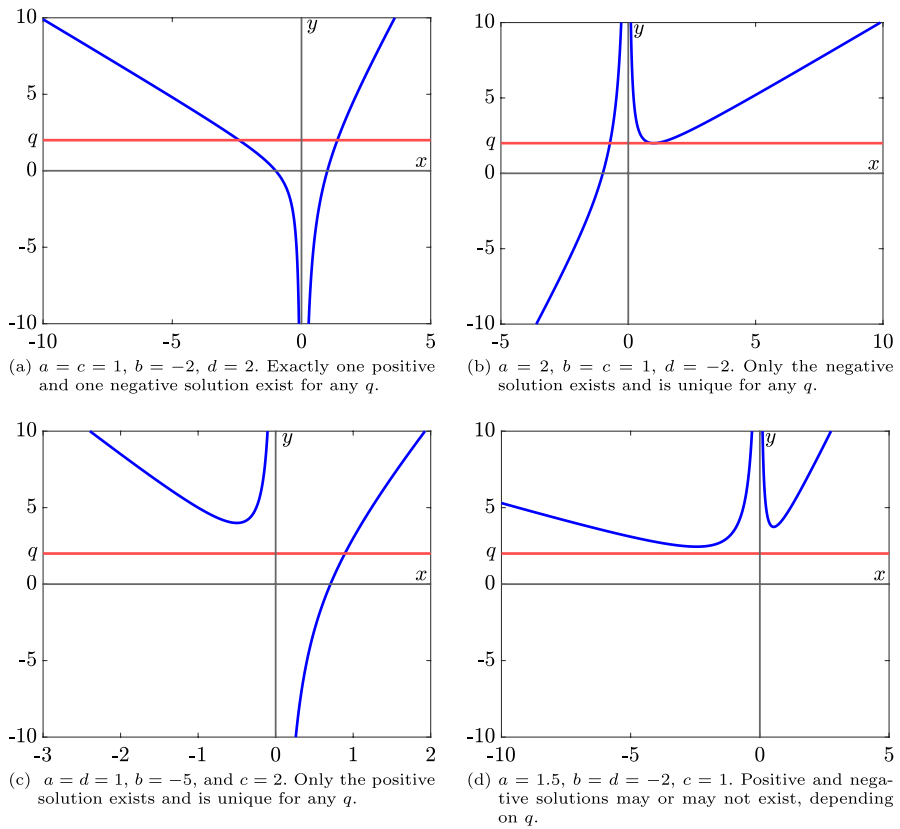 10
5
q
0
-5
-10
-10
-5
0
5
y
x
(a) a = c = 1, b = −2, d = 2. Exactly one positive
and one negative solution exist for any q.
10
5
q
0
-5
-10
-5
0
5
10
y
x
(b) a = 2, b = c = 1, d = −2. Only the negative
solution exists and is unique for any q.
10
5
q
0
-5
-10
-3
-2
-1
0
1
2
y
x
(c) a = d = 1, b = −5, and c = 2. Only the positive
solution exists and is unique for any q.
10
5
q
0
-5
-10
-10
-5
0
5
y
x
(d) a = 1.5, b = d = −2, c = 1. Positive and nega-
tive solutions may or may not exist, depending
on q.